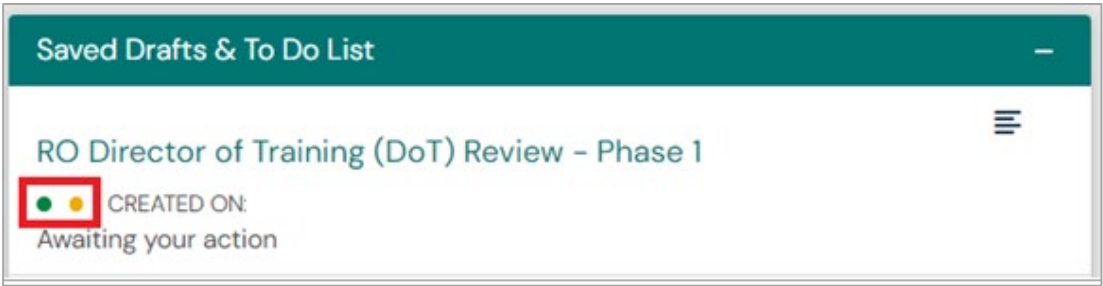 Saved Drafts & To Do List
RO Director of Training (DoT) Review – Phase 1
CREATED ON:
Awaiting your action